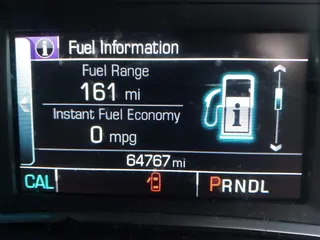 i Fuel Information
Fuel Range
161 mi
Instant Fuel Economy
0 mpg
i
64767 mi
CAL PRNDL